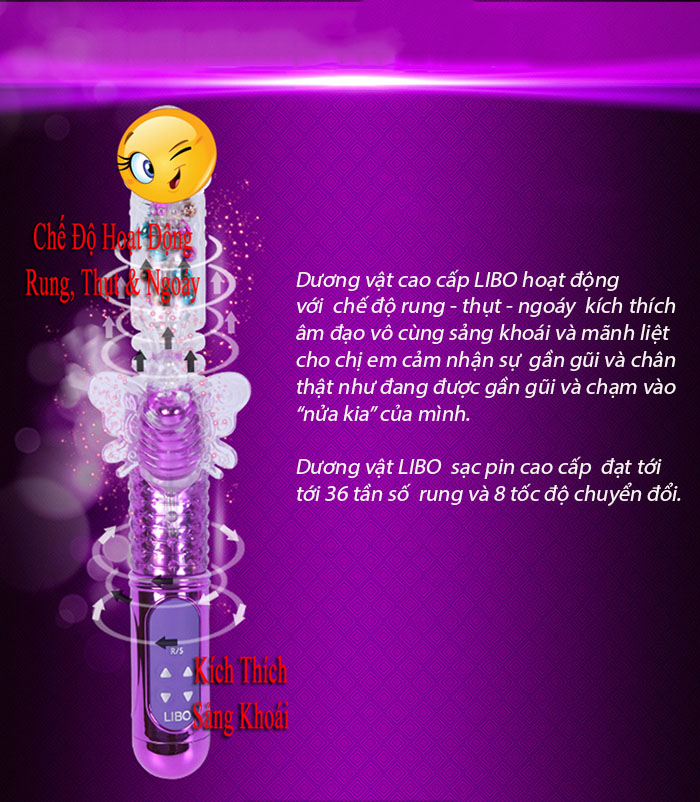 Chế Độ Hoạt Động
Rung, Thụt & Ngoáy
Dương vật cao cấp LIBO hoạt động
với chế độ rung - thụt - ngoáy kích thích
âm đạo vô cùng sảng khoái và mãnh liệt
cho chị em cảm nhận sự gần gũi và chân
thật như đang được gần gũi và chạm vào
“nửa kia” của mình.
Dương vật LIBO sạc pin cao cấp đạt tới
tới 36 tần số rung và 8 tốc độ chuyển đổi.
R/S
LIBO
Kích Thích
Sảng Khoái